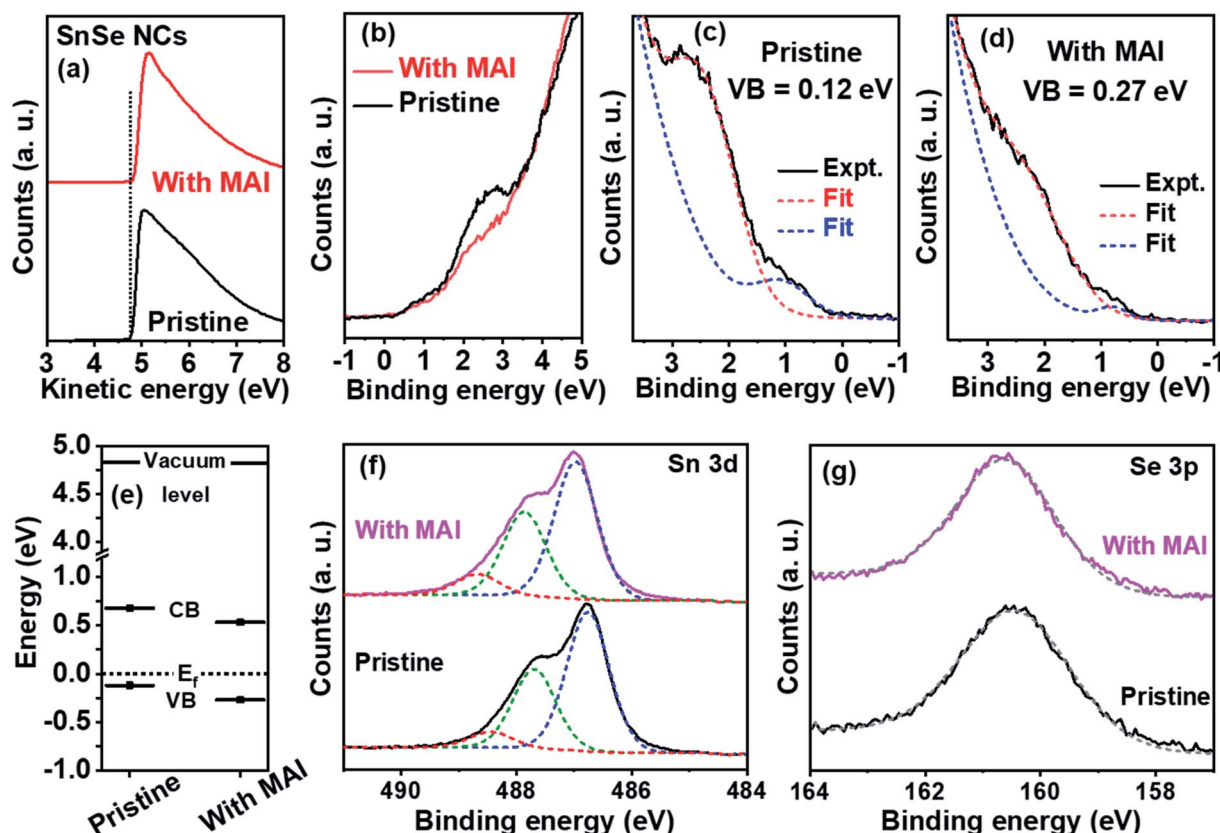 SnSe NCs
(a)
With MAI
Pristine
Counts (a. u.)
3 4 5 6 7 8
Kinetic energy (eV)
(b)
With MAI
Pristine
Counts (a. u.)
-1 0 1 2 3 4 5
Binding energy (eV)
(c)
Pristine
VB = 0.12 eV
Expt.
Fit
Fit
Counts (a. u.)
3 2 1 0 -1
Binding energy (eV)
(d)
With MAI
VB = 0.27 eV
Expt.
Fit
Fit
Counts (a. u.)
3 2 1 0 -1
Binding energy (eV)
5.0
4.75
4.5
4.25
4.0
1.0
0.5
0.0
-0.5
-1.0
Energy (eV)
Vacuum
(e) level
CB
Ef
VB
Pristine
With MAI
(f)
Sn 3d
With MAI
Pristine
Counts (a. u.)
490 488 486 484
Binding energy (eV)
(g)
Se 3p
With MAI
Pristine
Counts (a. u.)
164 162 160 158
Binding energy (eV)